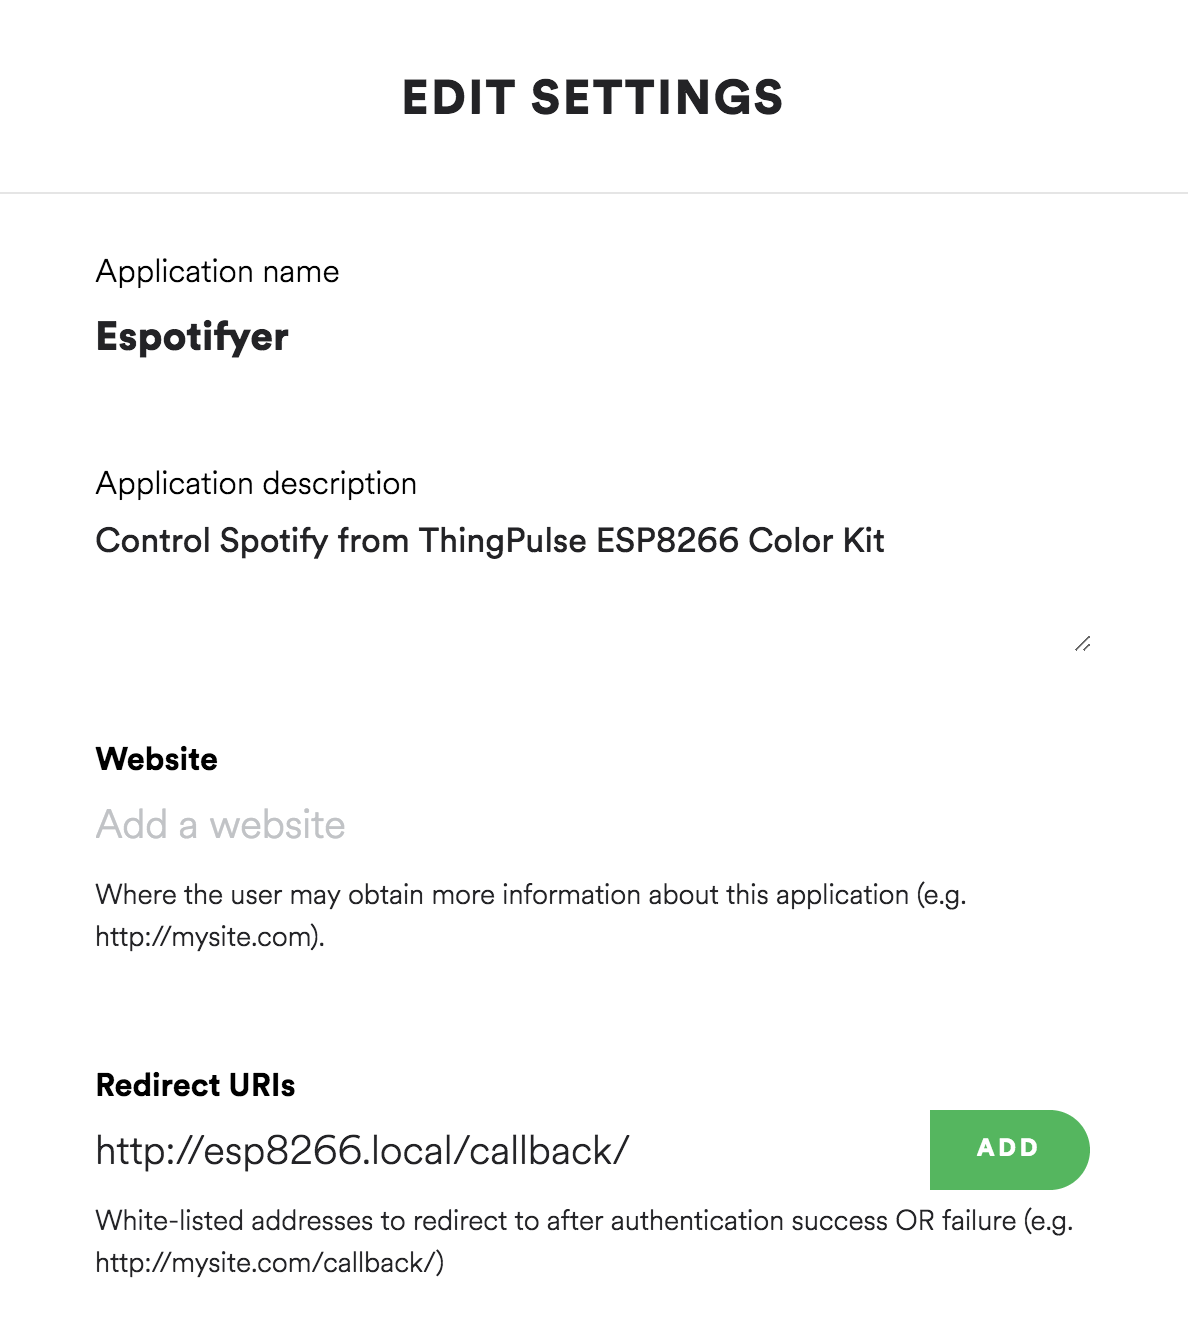 EDIT SETTINGS
Application name
Espotifyer
Application description
Control Spotify from ThingPulse ESP8266 Color Kit
Website
Add a website
Where the user may obtain more information about this application (e.g.
http://mysite.com).
Redirect URIs
http://esp8266.local/callback/
ADD
White-listed addresses to redirect to after authentication success OR failure (e.g.
http://mysite.com/callback/)